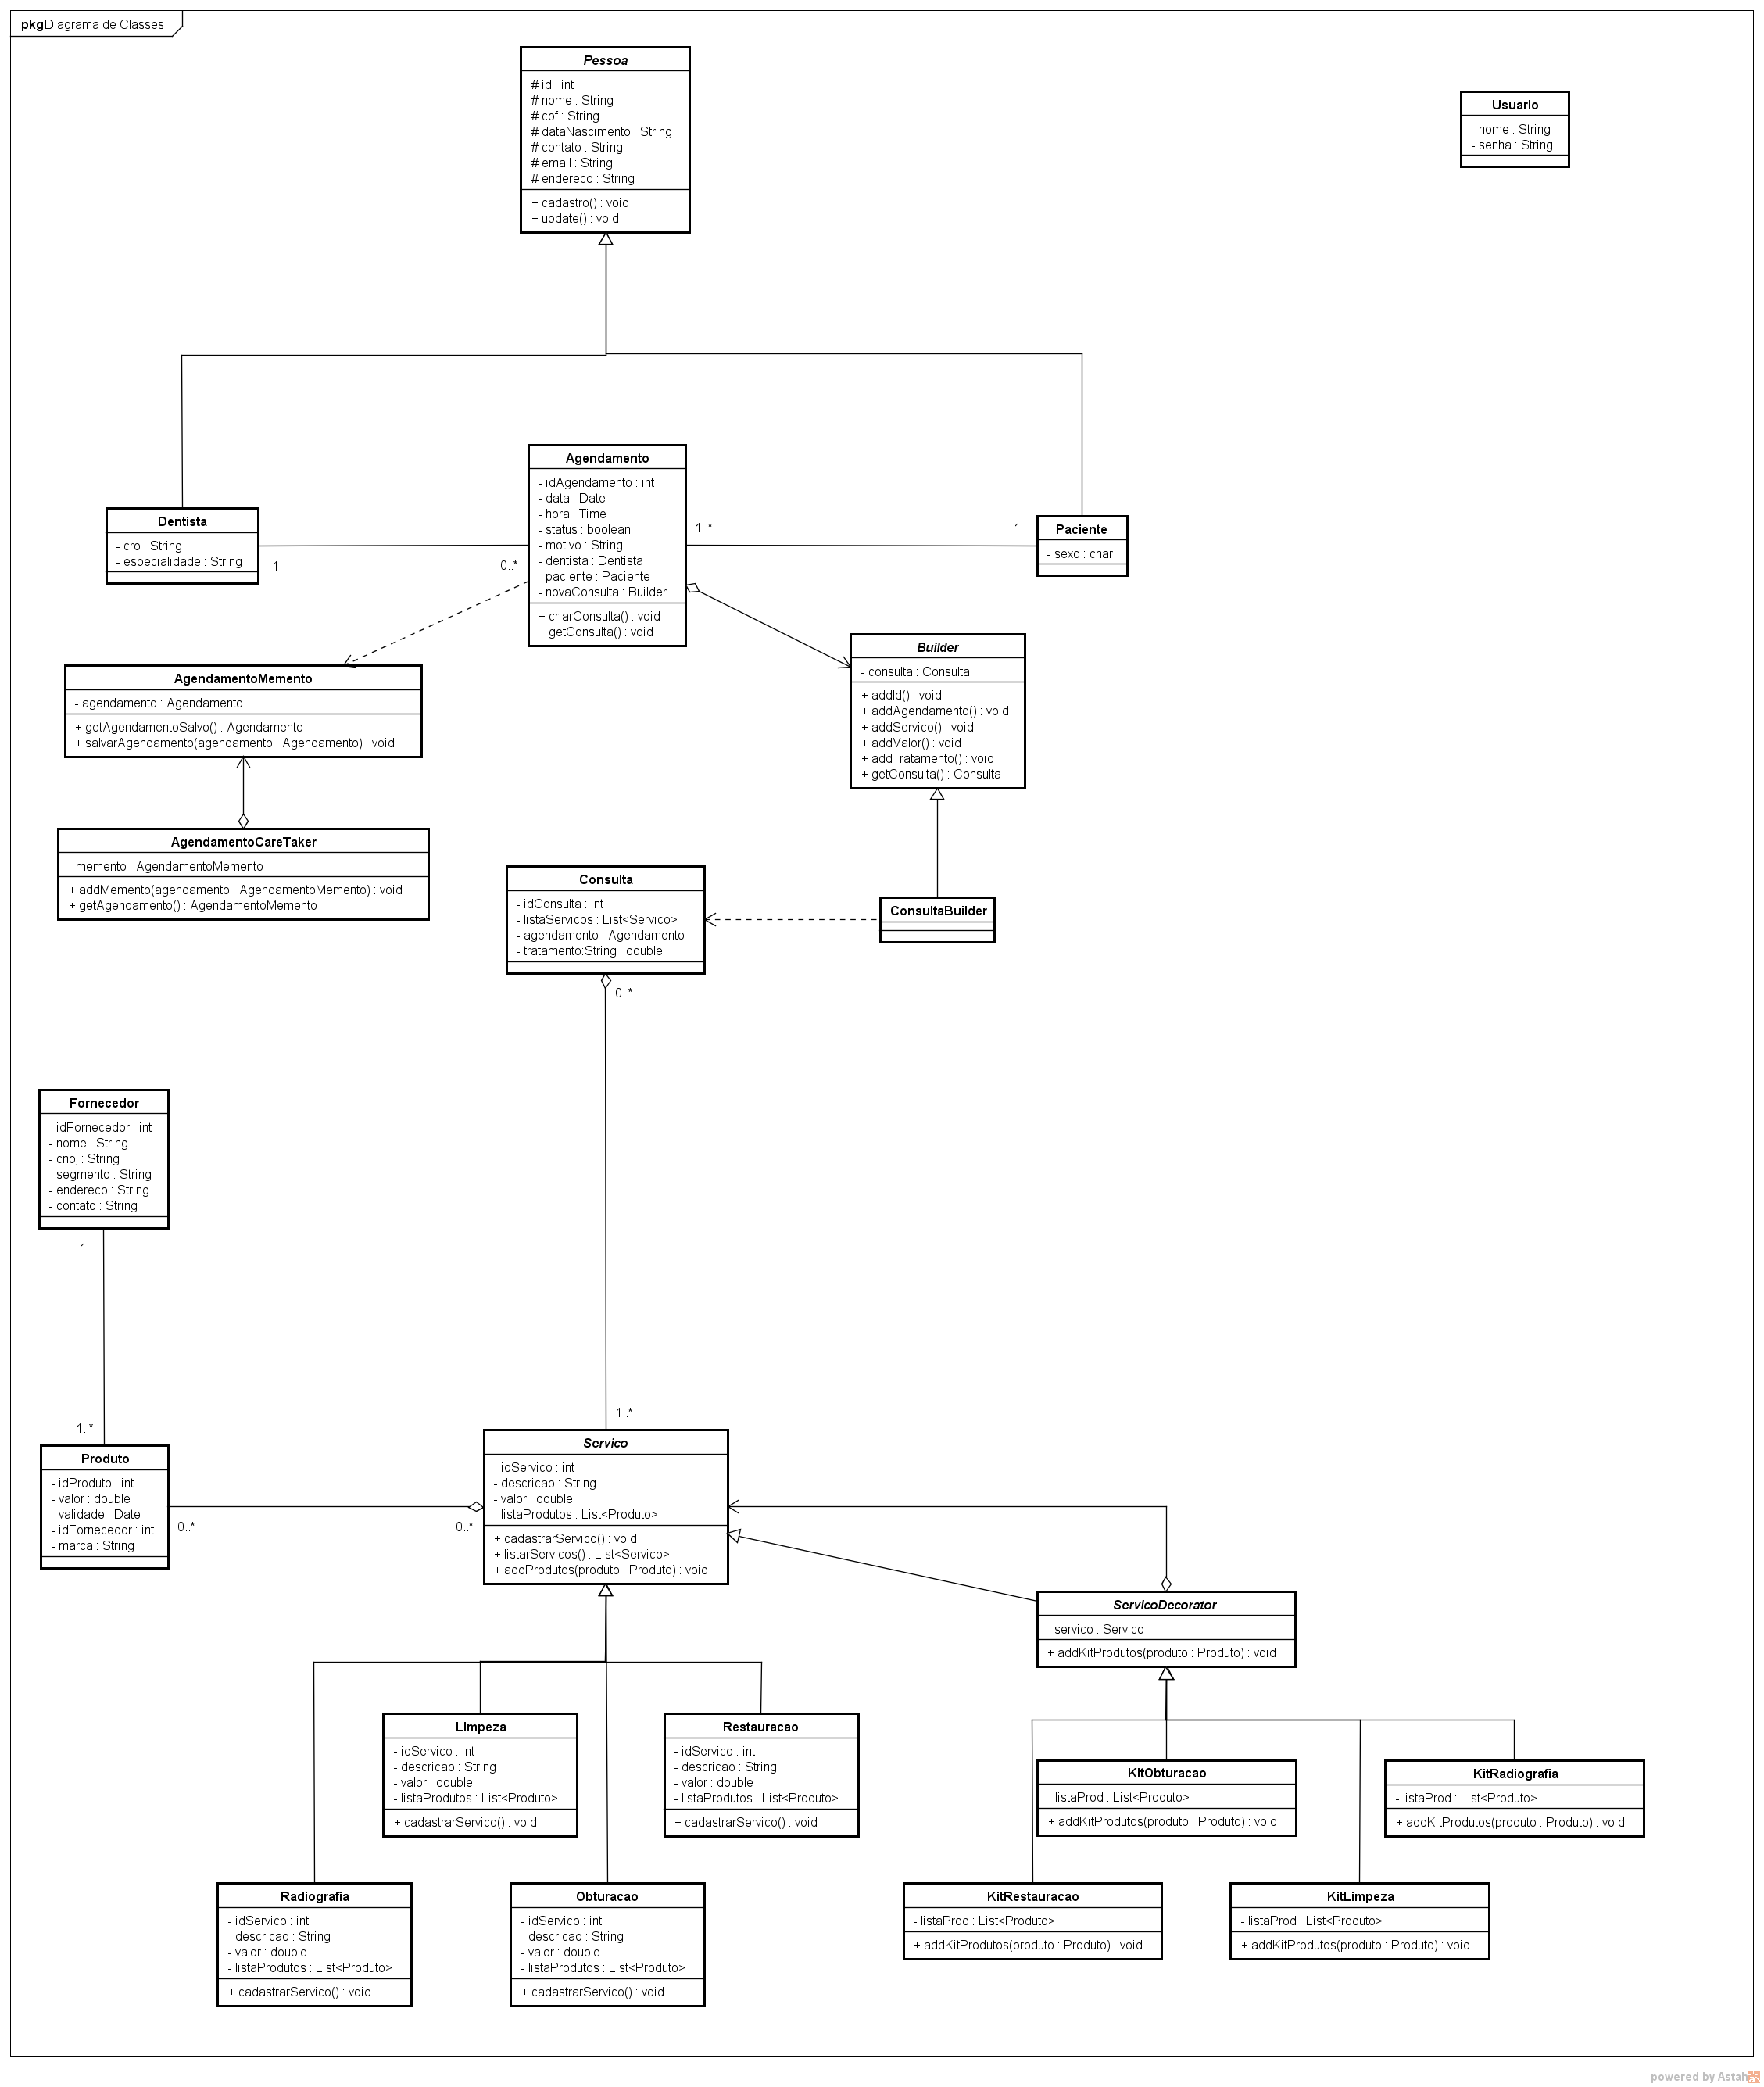 pkg Diagrama de Classes
Pessoa
# id : int
# nome : String
# cpf : String
# dataNascimento : String
# contato : String
# email : String
# endereco : String
+ cadastro() : void
+ update() : void
Usuario
- nome : String
- senha : String
Agendamento
- idAgendamento : int
- data : Date
- hora : Time
- status : boolean
- motivo : String
- dentista : Dentista
- paciente : Paciente
- novaConsulta : Builder
+ criarConsulta() : void
+ getConsulta() : void
Dentista
- cro : String
- especialidade : String
1
0..*
1..*
1
Paciente
- sexo : char
Builder
- consulta : Consulta
+ addId() : void
+ addAgendamento() : void
+ addServico() : void
+ addValor() : void
+ addTratamento() : void
+ getConsulta() : Consulta
AgendamentoMemento
- agendamento : Agendamento
+ getAgendamentoSalvo() : Agendamento
+ salvarAgendamento(agendamento : Agendamento) : void
AgendamentoCareTaker
- memento : AgendamentoMemento
+ addMemento(agendamento : AgendamentoMemento) : void
+ getAgendamento() : AgendamentoMemento
Consulta
- idConsulta : int
- listaServicos : List<Servico>
- agendamento : Agendamento
- tratamento:String : double
ConsultaBuilder
0..*
Fornecedor
- idFornecedor : int
- nome : String
- cnpj : String
- segmento : String
- endereco : String
- contato : String
1
1..*
1..*
Produto
- idProduto : int
- valor : double
- validade : Date
- idFornecedor : int
- marca : String
0..*
0..*
Servico
- idServico : int
- descricao : String
- valor : double
- listaProdutos : List<Produto>
+ cadastrarServico() : void
+ listarServicos() : List<Servico>
+ addProdutos(produto : Produto) : void
ServicoDecorator
- servico : Servico
+ addKitProdutos(produto : Produto) : void
Limpeza
- idServico : int
- descricao : String
- valor : double
- listaProdutos : List<Produto>
+ cadastrarServico() : void
Restauracao
- idServico : int
- descricao : String
- valor : double
- listaProdutos : List<Produto>
+ cadastrarServico() : void
KitObturacao
- listaProd : List<Produto>
+ addKitProdutos(produto : Produto) : void
KitRadiografia
- listaProd : List<Produto>
+ addKitProdutos(produto : Produto) : void
Radiografia
- idServico : int
- descricao : String
- valor : double
- listaProdutos : List<Produto>
+ cadastrarServico() : void
Obturacao
- idServico : int
- descricao : String
- valor : double
- listaProdutos : List<Produto>
+ cadastrarServico() : void
KitRestauracao
- listaProd : List<Produto>
+ addKitProdutos(produto : Produto) : void
KitLimpeza
- listaProd : List<Produto>
+ addKitProdutos(produto : Produto) : void
powered by Astah